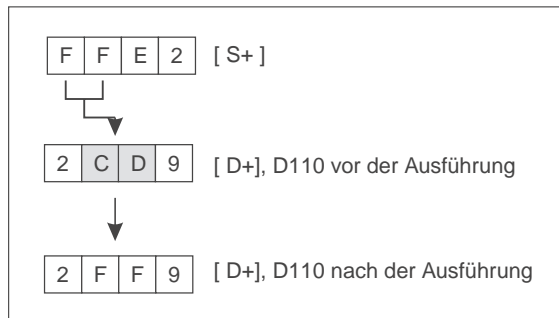 F F E 2 [ S+ ]
2 C D 9 [ D+], D110 vor der Ausführung
2 F F 9 [ D+], D110 nach der Ausführung